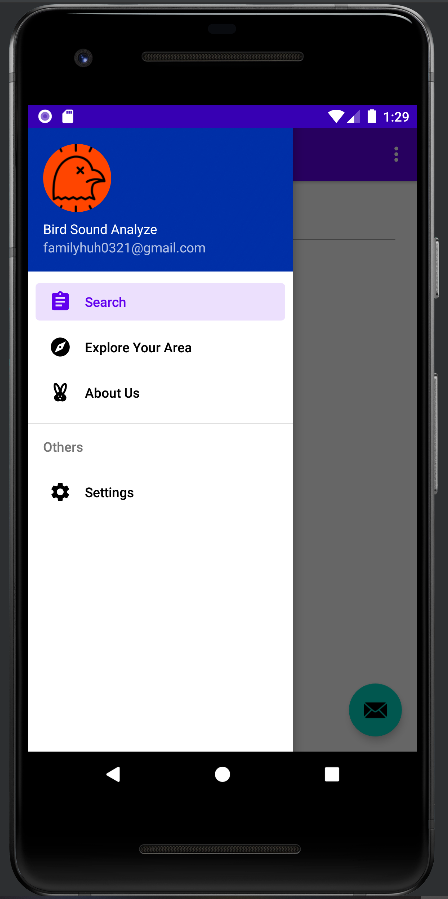 1:29
Bird Sound Analyze
familyhuh0321@gmail.com
Search
Explore Your Area
About Us
Others
Settings